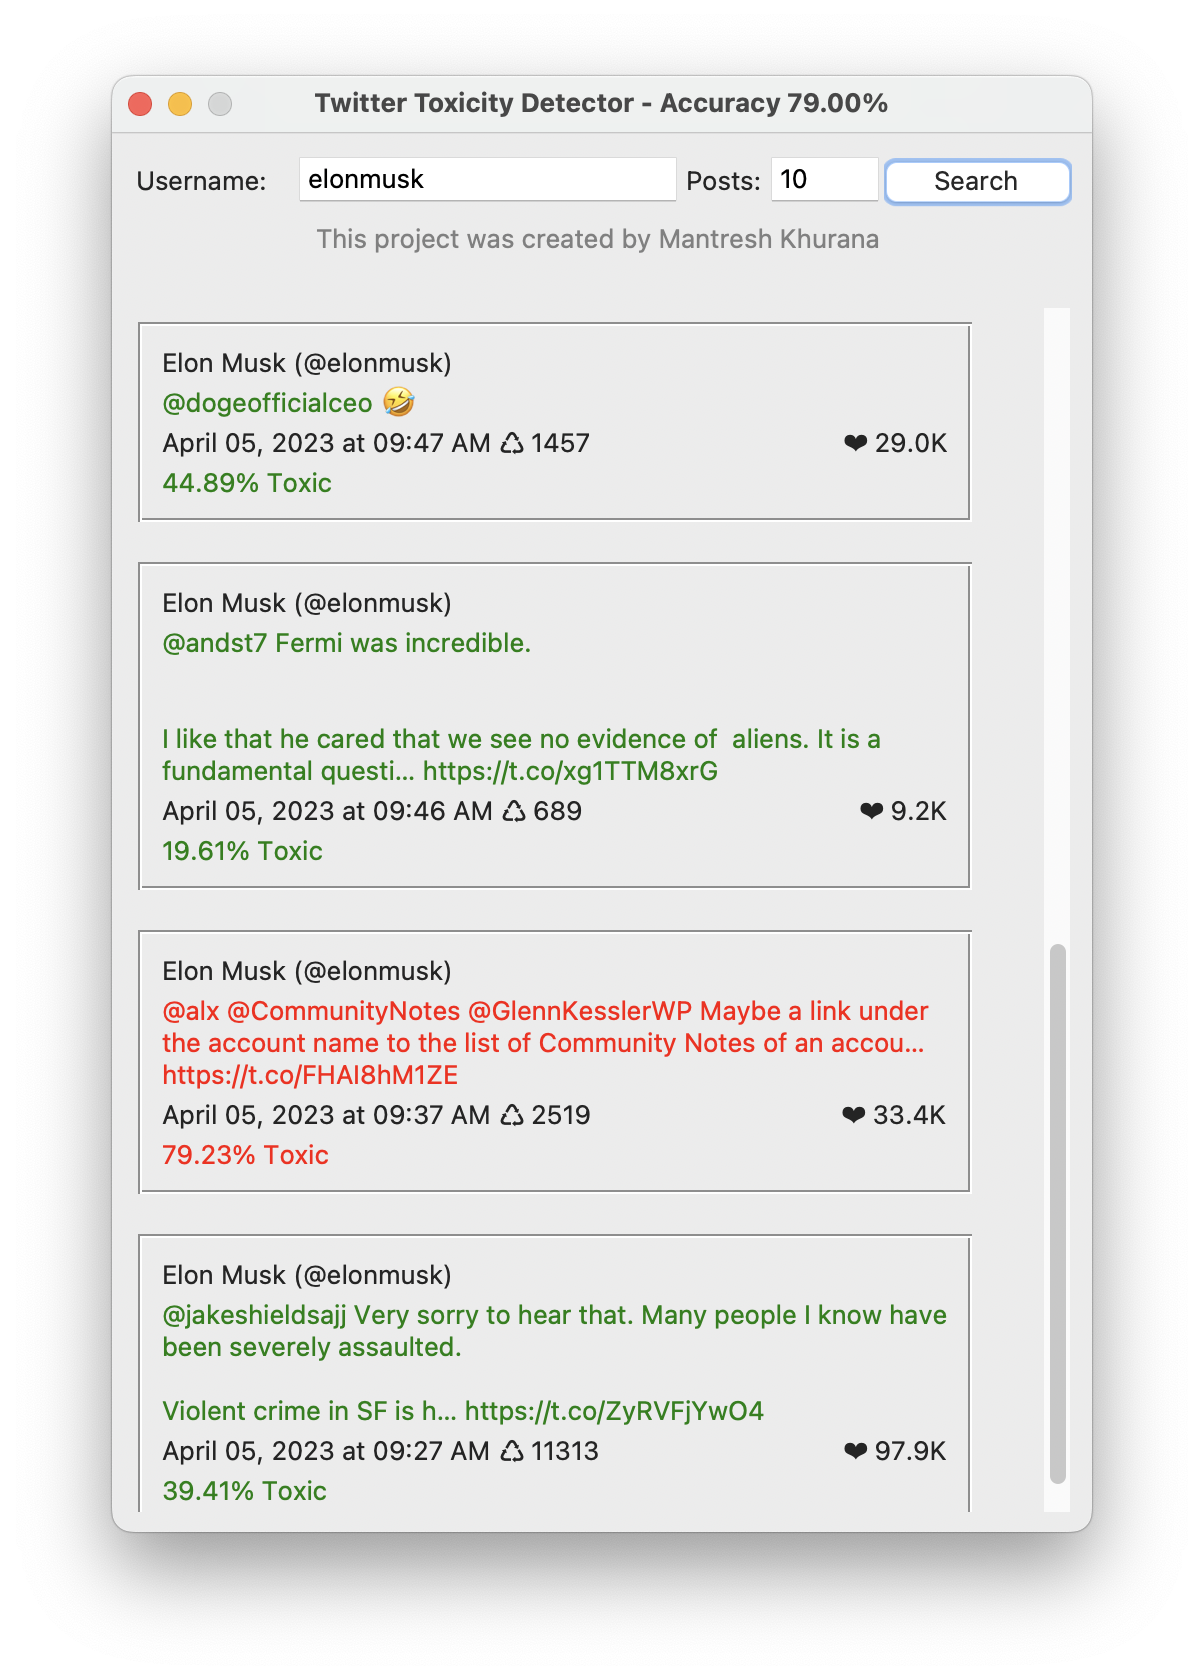 Twitter Toxicity Detector - Accuracy 79.00%
Username: elonmusk Posts: 10 Search
This project was created by Mantresh Khurana
Elon Musk (@elonmusk)
@dogeofficialceo 🤣
April 05, 2023 at 09:47 AM ♺ 1457 ❤ 29.0K
44.89% Toxic
Elon Musk (@elonmusk)
@andst7 Fermi was incredible.
I like that he cared that we see no evidence of  aliens. It is a
fundamental questi… https://t.co/xg1TTM8xrG
April 05, 2023 at 09:46 AM ♺ 689 ❤ 9.2K
19.61% Toxic
Elon Musk (@elonmusk)
@alx @CommunityNotes @GlennKesslerWP Maybe a link under
the account name to the list of Community Notes of an accou…
https://t.co/FHAI8hM1ZE
April 05, 2023 at 09:37 AM ♺ 2519 ❤ 33.4K
79.23% Toxic
Elon Musk (@elonmusk)
@jakeshieldsajj Very sorry to hear that. Many people I know have
been severely assaulted.
Violent crime in SF is h… https://t.co/ZyRVFjYwO4
April 05, 2023 at 09:27 AM ♺ 11313 ❤ 97.9K
39.41% Toxic